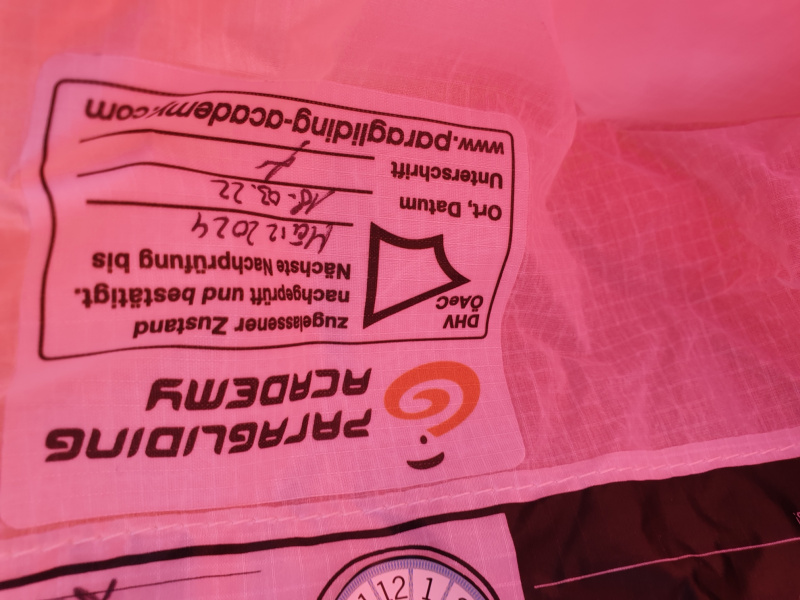 PARAGLIDING
ACADEMY
DHV
ÖAeC
zugelassener Zustand
nachgeprüft und bestätigt.
Nächste Nachprüfung bis
2024
Ort, Datum
18.03.22
Unterschrift
www.paragliding-academy.com
12 1